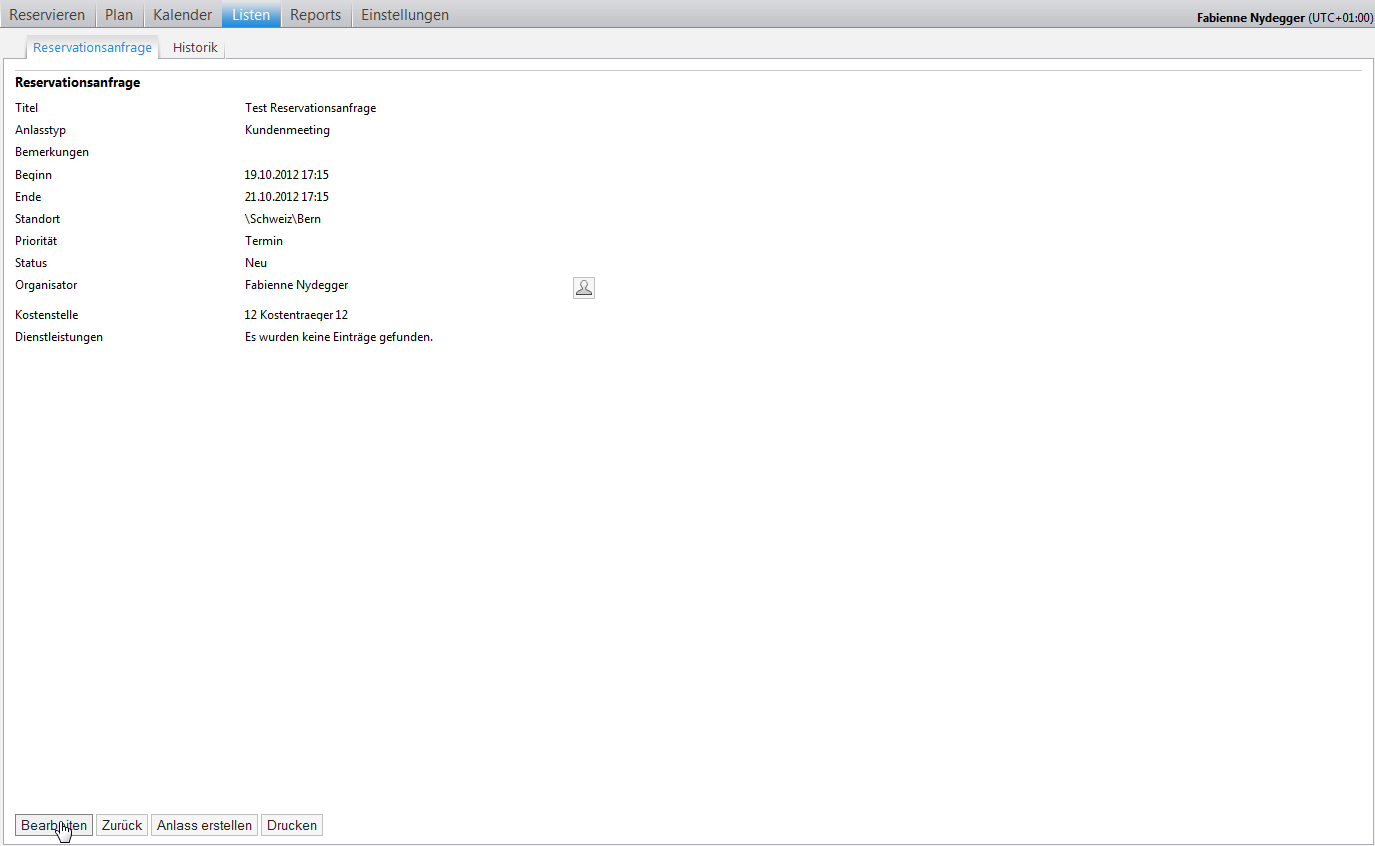 Reservieren Plan Kalender Listen Reports Einstellungen Fabienne Nydegger (UTC+01:00)
Reservationsanfrage Historik
Reservationsanfrage
Titel Test Reservationsanfrage
Anlasstyp Kundenmeeting
Bemerkungen
Beginn 19.10.2012 17:15
Ende 21.10.2012 17:15
Standort \Schweiz\Bern
Priorität Termin
Status Neu
Organisator Fabienne Nydegger
Kostenstelle 12 Kostentraeger 12
Dienstleistungen Es wurden keine Einträge gefunden.
Bearbeiten Zurück Anlass erstellen Drucken